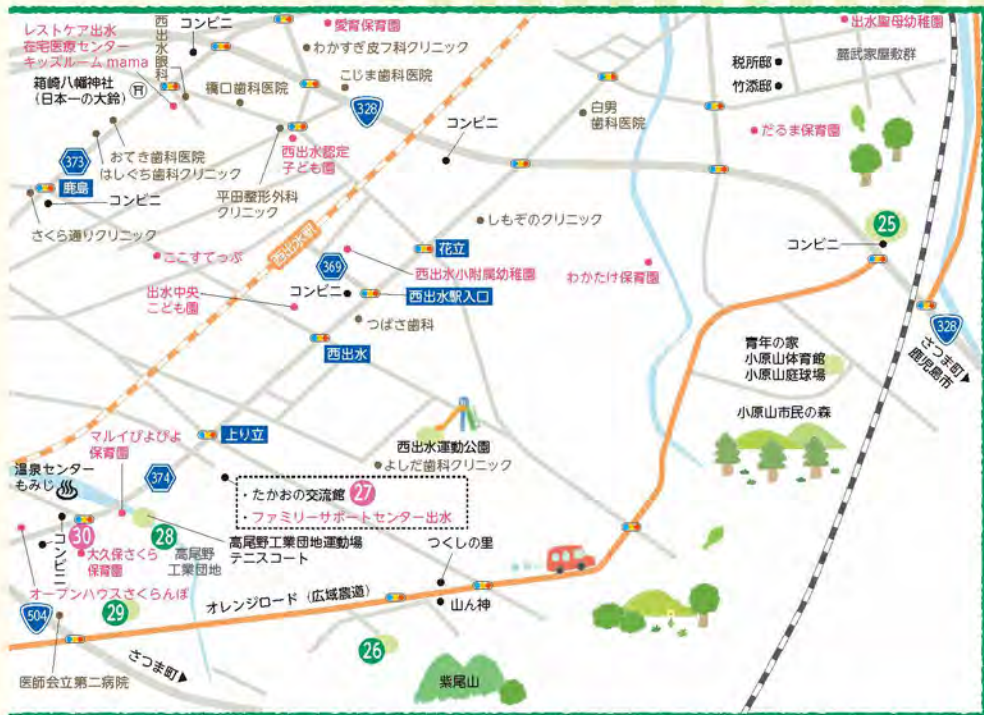 レストケア出水
在宅医療センター
キッズルームmama
西出水眼科
コンビニ
愛育保育園
わかすぎ皮フ科クリニック
出水聖母幼稚園
麓武家屋敷群
税所邸
竹添邸
箱崎八幡神社
(日本一の大鈴)
橋口歯科医院
こじま歯科医院
328
コンビニ
白男
歯科医院
だるま保育園
西出水認定
子ども園
373
おてき歯科医院
はしぐち歯科クリニック
鹿島
コンビニ
平田整形外科
クリニック
さくら通りクリニック
しもぞのクリニック
25
コンビニ
ここすてっぷ
西出水駅
369
花立
西出水小附属幼稚園
わかたけ保育園
出水中央
こども園
コンビニ
西出水駅入口
つばさ歯科
西出水
328
さつま町▶
鹿児島市
青年の家
小原山体育館
小原山庭球場
小原山市民の森
上り立
西出水運動公園
よしだ歯科クリニック
マルイぴよぴよ
保育園
温泉センター
もみじ
374
・たかおの交流館 27
・ファミリーサポートセンター出水
コンビニ
30
大久保さくら
保育園
28
高尾野
工業団地
高尾野工業団地運動場
テニスコート
つくしの里
オープンハウスさくらんぼ
504
29
オレンジロード(広域農道)
山ん神
26
さつま町▶
医師会立第二病院
紫尾山